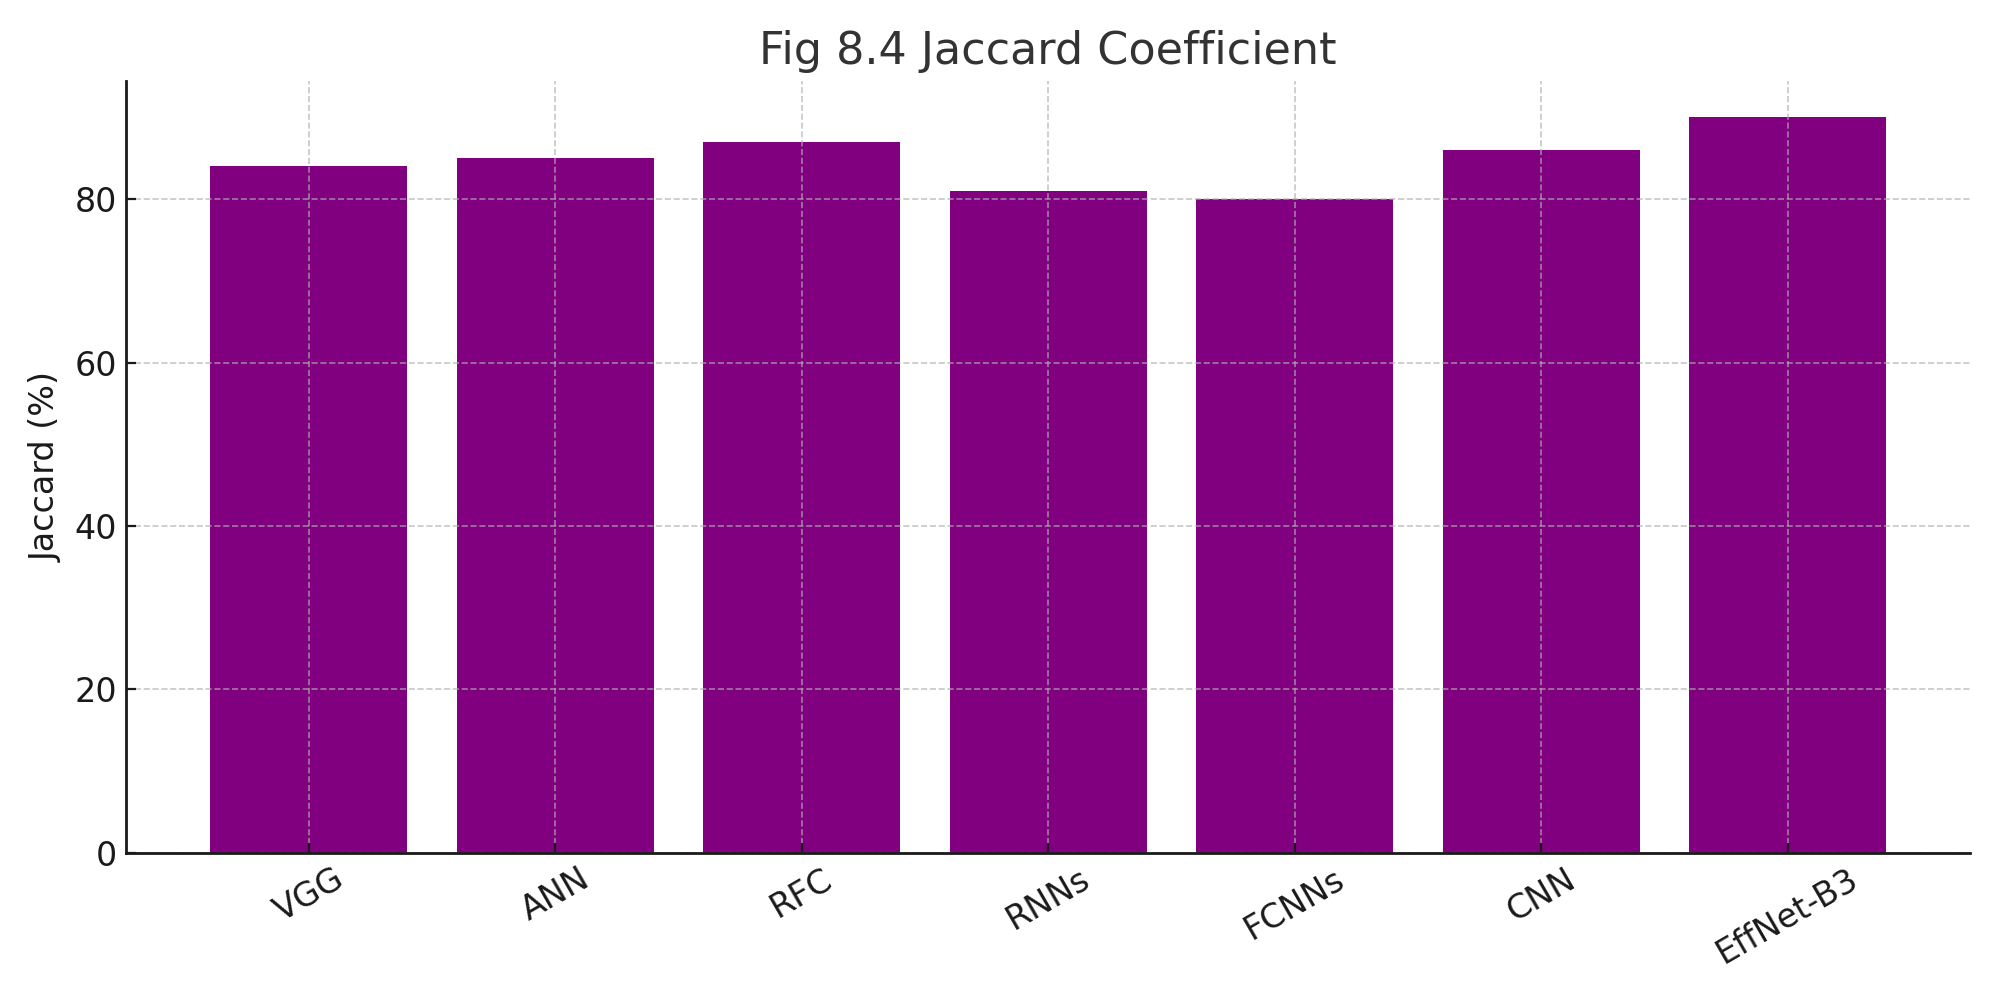 Fig 8.4 Jaccard Coefficient
Jaccard (%)
80
60
40
20
0
VGG
ANN
RFC
RNNs
FCNNs
CNN
EffNet-B3